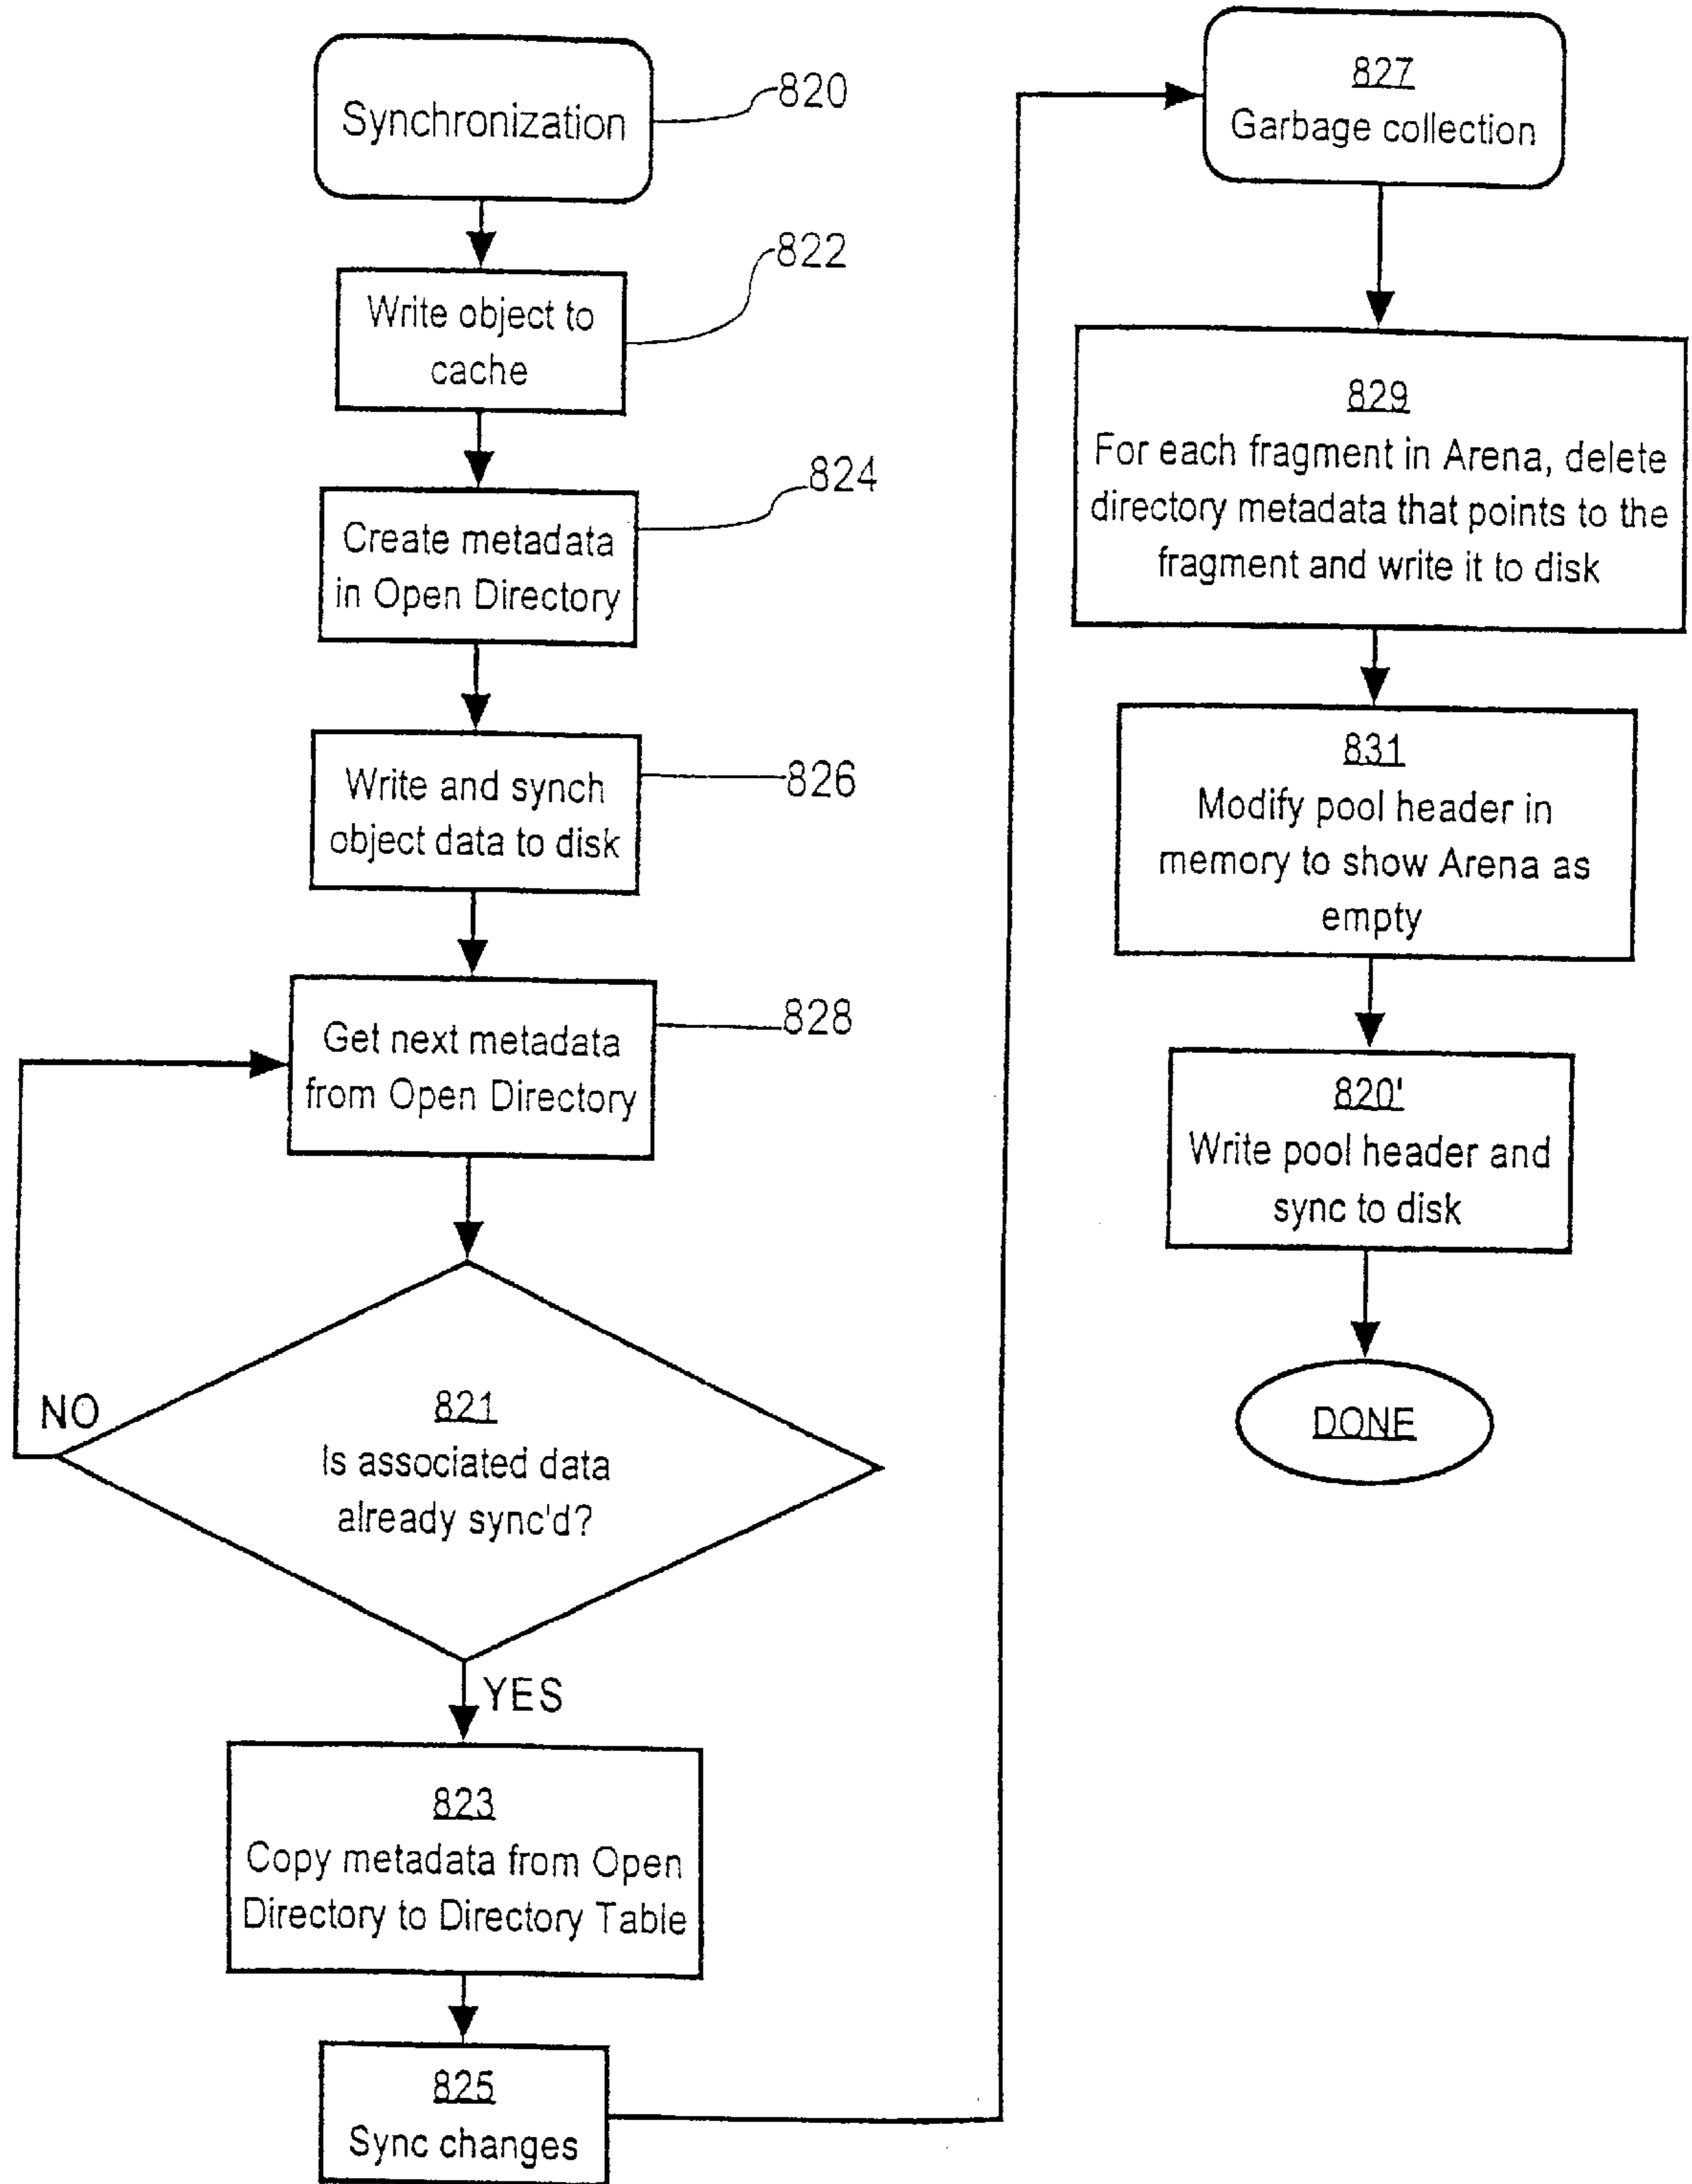 Synchronization
820
Write object to
cache
822
Create metadata
in Open Directory
824
Write and synch
object data to disk
826
Get next metadata
from Open Directory
828
NO
821
Is associated data
already sync'd?
YES
823
Copy metadata from Open
Directory to Directory Table
825
Sync changes
827
Garbage collection
829
For each fragment in Arena, delete
directory metadata that points to the
fragment and write it to disk
831
Modify pool header in
memory to show Arena as
empty
820'
Write pool header and
sync to disk
DONE